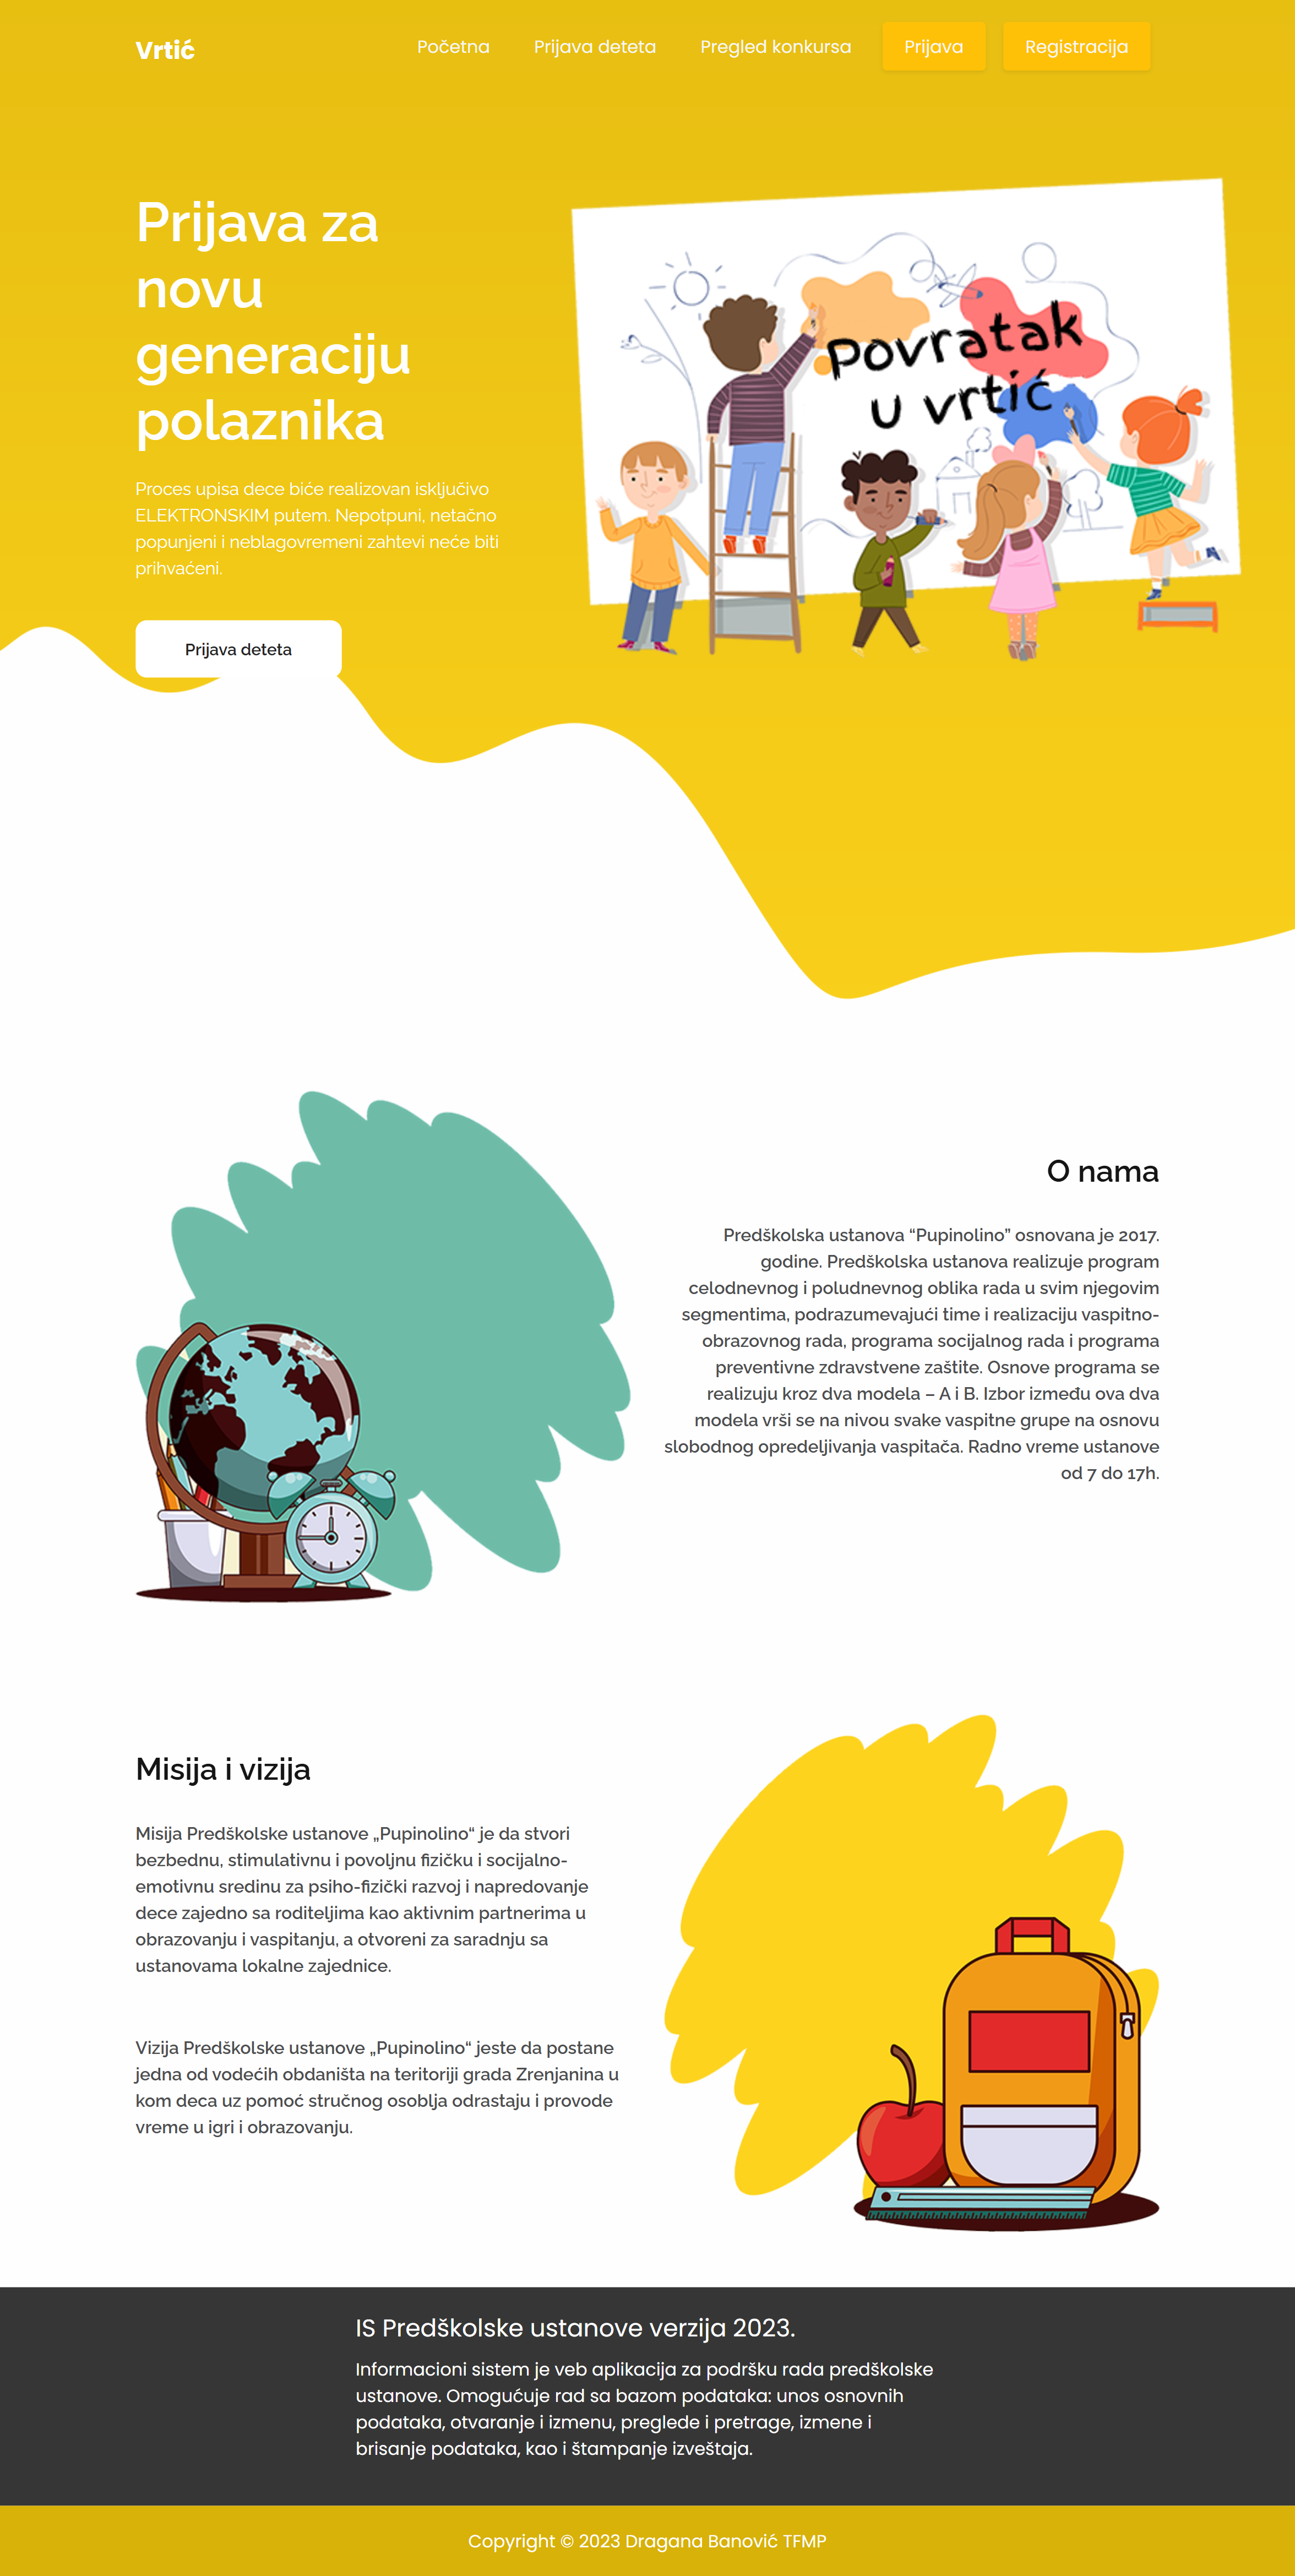 Vrtić
Početna
Prijava deteta
Pregled konkursa
Prijava
Registracija
Prijava za
novu
generaciju
polaznika
Proces upisa dece biće realizovan isključivo
ELEKTRONSKIM putem. Nepotpuni, netačno
popunjeni i neblagovremeni zahtevi neće biti
prihvaćeni.
Prijava deteta
Povratak
u vrtić
O nama
Predškolska ustanova “Pupinolino” osnovana je 2017.
godine. Predškolska ustanova realizuje program
celodnevnog i poludnevnog oblika rada u svim njegovim
segmentima, podrazumevajući time i realizaciju vaspitno-
obrazovnog rada, programa socijalnog rada i programa
preventivne zdravstvene zaštite. Osnove programa se
realizuju kroz dva modela – A i B. Izbor između ova dva
modela vrši se na nivou svake vaspitne grupe na osnovu
slobodnog opredeljivanja vaspitača. Radno vreme ustanove
od 7 do 17h.
Misija i vizija
Misija Predškolske ustanove „Pupinolino“ je da stvori
bezbednu, stimulativnu i povoljnu fizičku i socijalno-
emotivnu sredinu za psiho-fizički razvoj i napredovanje
dece zajedno sa roditeljima kao aktivnim partnerima u
obrazovanju i vaspitanju, a otvoreni za saradnju sa
ustanovama lokalne zajednice.
Vizija Predškolske ustanove „Pupinolino“ jeste da postane
jedna od vodećih obdaništa na teritoriji grada Zrenjanina u
kom deca uz pomoć stručnog osoblja odrastaju i provode
vreme u igri i obrazovanju.
IS Predškolske ustanove verzija 2023.
Informacioni sistem je veb aplikacija za podršku rada predškolske
ustanove. Omogućuje rad sa bazom podataka: unos osnovnih
podataka, otvaranje i izmenu, preglede i pretrage, izmene i
brisanje podataka, kao i štampanje izveštaja.
Copyright © 2023 Dragana Banović TFMP